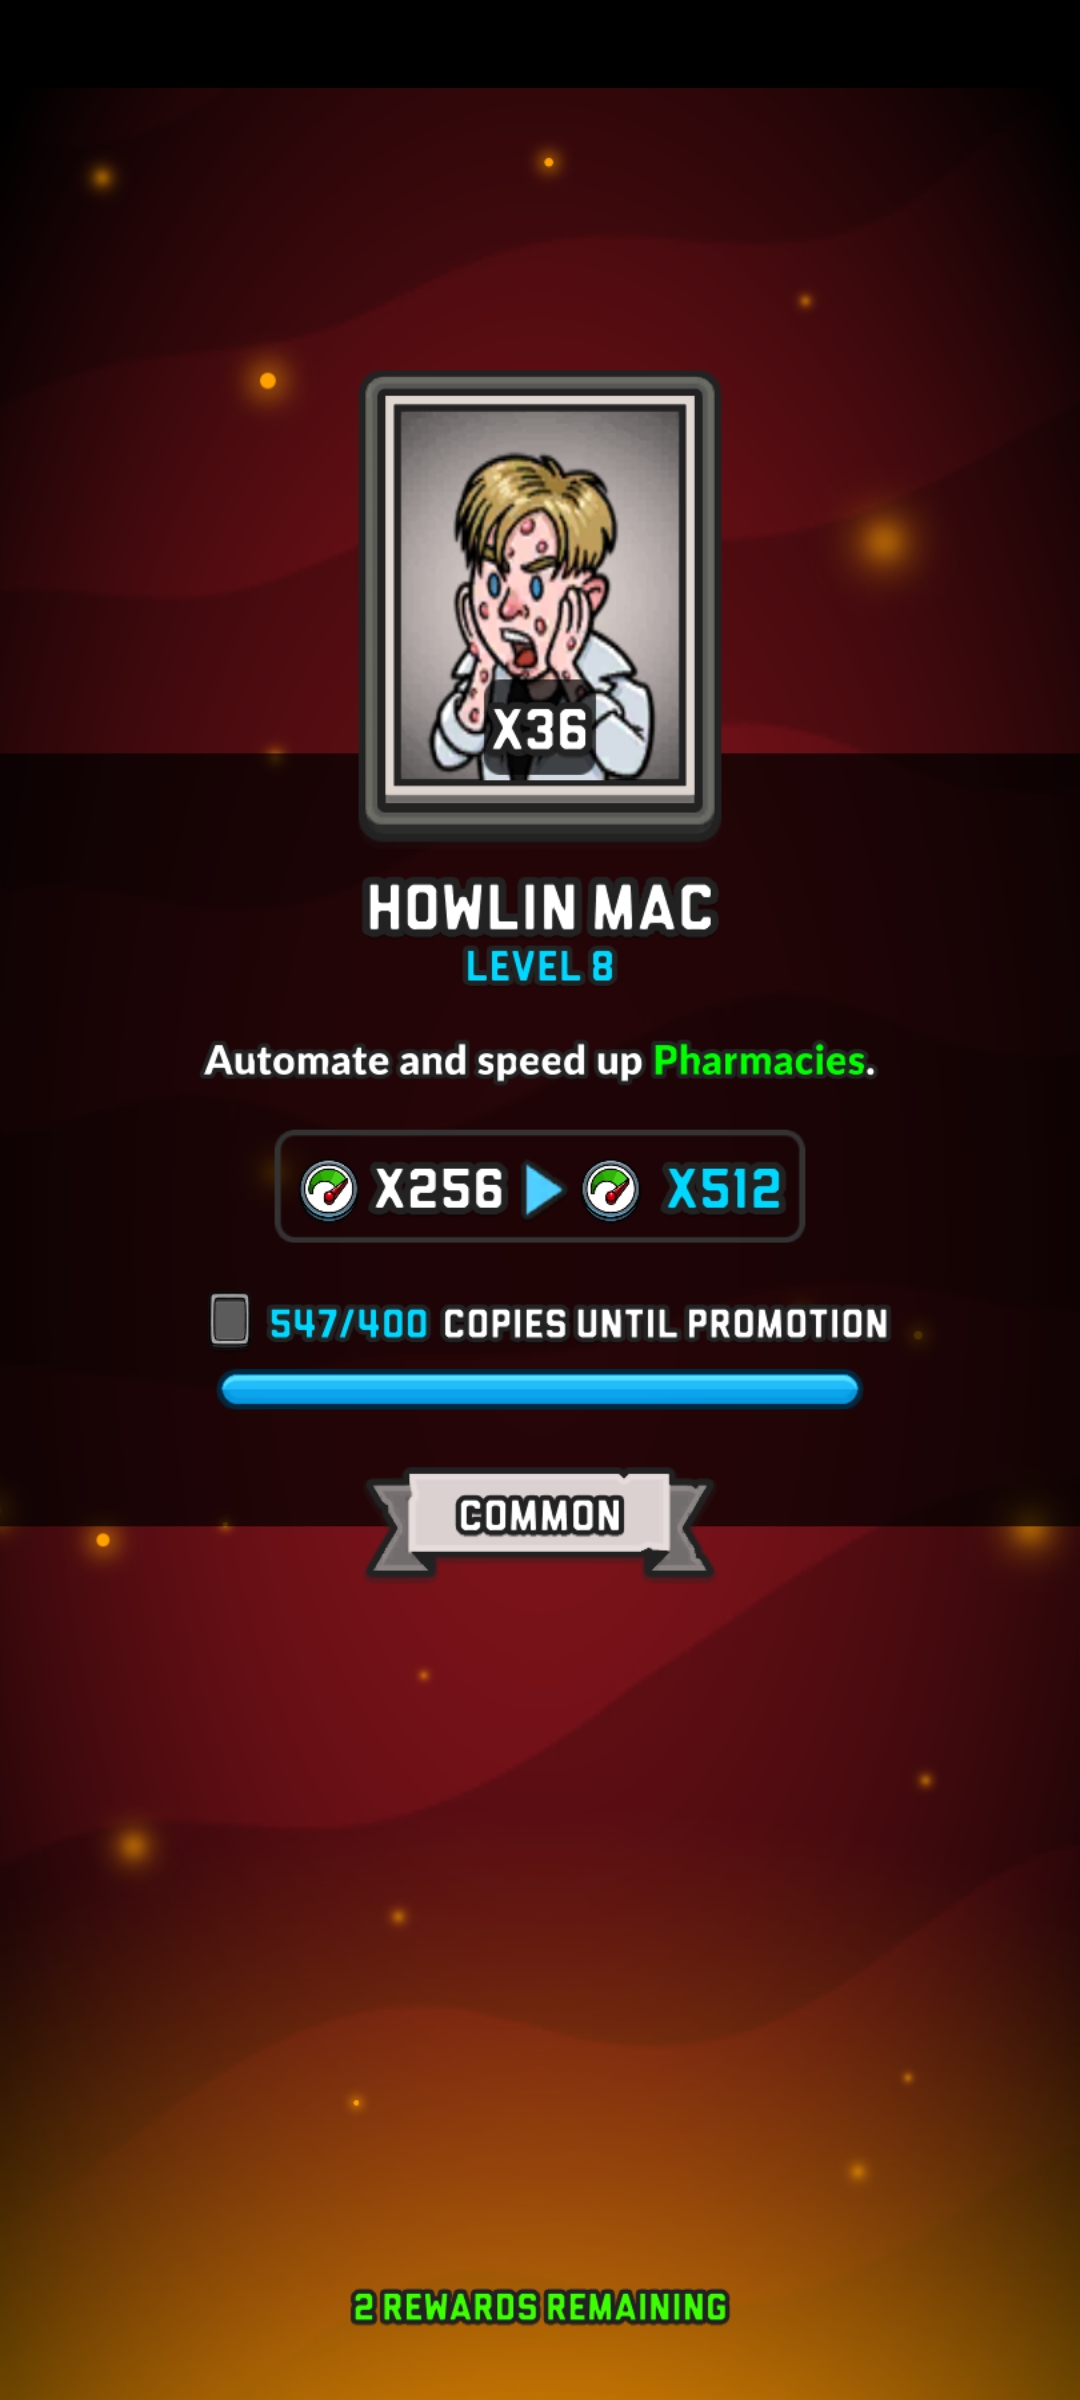 X36
HOWLIN MAC
LEVEL 8
Automate and speed up Pharmacies.
X256 X512
547/400 COPIES UNTIL PROMOTION
COMMON
2 REWARDS REMAINING